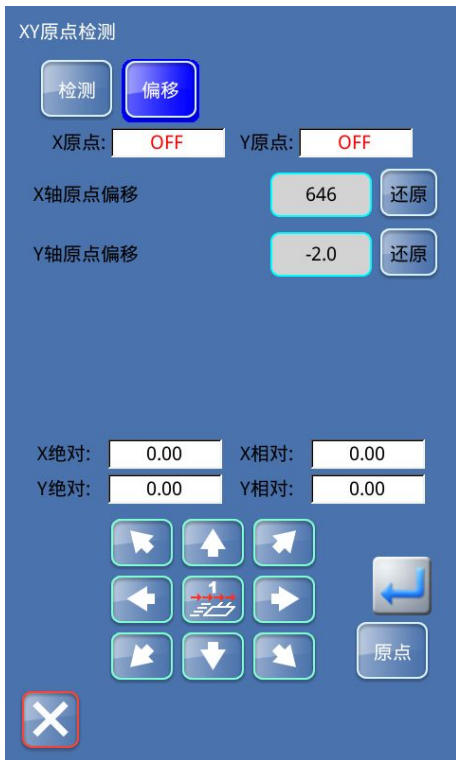 XY原点检测
检测 偏移
X原点: OFF Y原点: OFF
X轴原点偏移 646 还原
Y轴原点偏移 -2.0 还原
X绝对: 0.00 X相对: 0.00
Y绝对: 0.00 Y相对: 0.00
1
原点